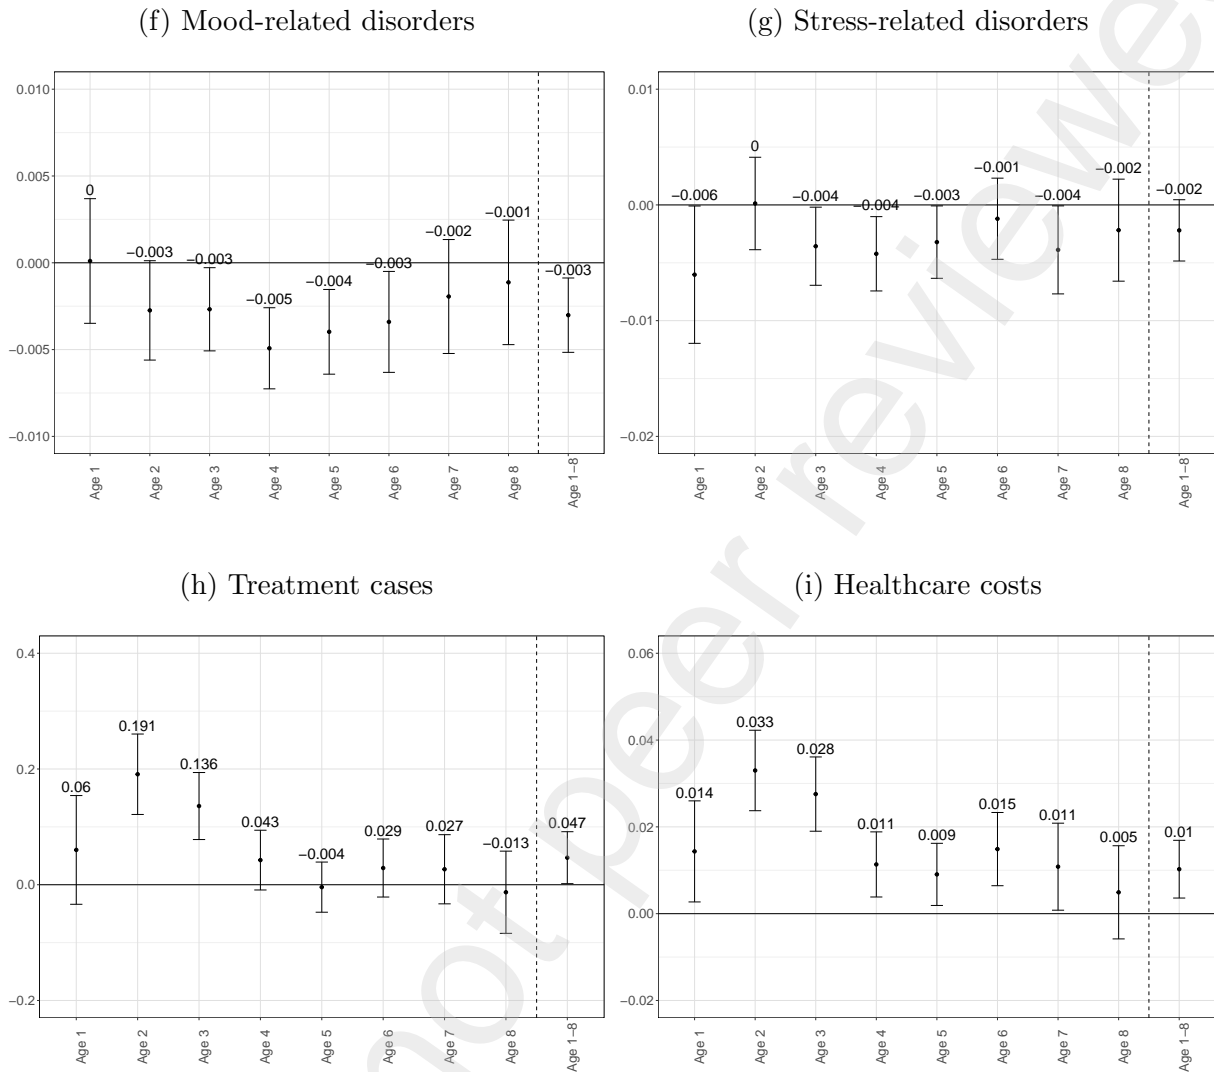 (f) Mood-related disorders
0.010
0.005
0.000
−0.005
−0.010
0
−0.003
−0.003
−0.005
−0.004
−0.003
−0.002
−0.001
−0.003
Age 1
Age 2
Age 3
Age 4
Age 5
Age 6
Age 7
Age 8
Age 1−8
(g) Stress-related disorders
0.01
0.00
−0.01
−0.02
−0.006
0
−0.004
−0.004
−0.003
−0.001
−0.004
−0.002
−0.002
Age 1
Age 2
Age 3
Age 4
Age 5
Age 6
Age 7
Age 8
Age 1−8
(h) Treatment cases
0.4
0.2
0.0
−0.2
0.06
0.191
0.136
0.043
−0.004
0.029
0.027
−0.013
0.047
Age 1
Age 2
Age 3
Age 4
Age 5
Age 6
Age 7
Age 8
Age 1−8
(i) Healthcare costs
0.06
0.04
0.02
0.00
−0.02
0.014
0.033
0.028
0.011
0.009
0.015
0.011
0.005
0.01
Age 1
Age 2
Age 3
Age 4
Age 5
Age 6
Age 7
Age 8
Age 1−8
not peer reviewe